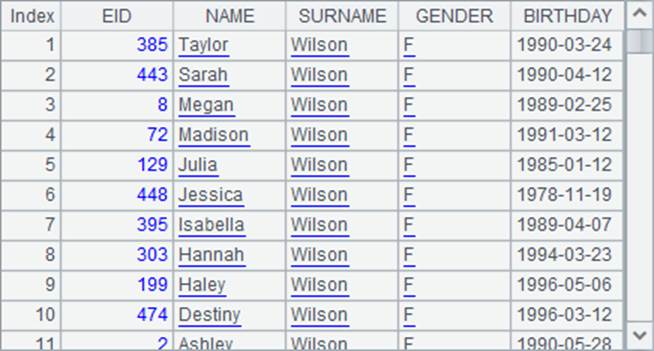 Index EID NAME SURNAME GENDER BIRTHDAY
1 385 Taylor Wilson F 1990-03-24
2 443 Sarah Wilson F 1990-04-12
3 8 Megan Wilson F 1989-02-25
4 72 Madison Wilson F 1991-03-12
5 129 Julia Wilson F 1985-01-12
6 448 Jessica Wilson F 1978-11-19
7 395 Isabella Wilson F 1989-04-07
8 303 Hannah Wilson F 1994-03-23
9 199 Haley Wilson F 1996-05-06
10 474 Destiny Wilson F 1996-03-12
11 2 Ashley Wilson F 1990-05-28